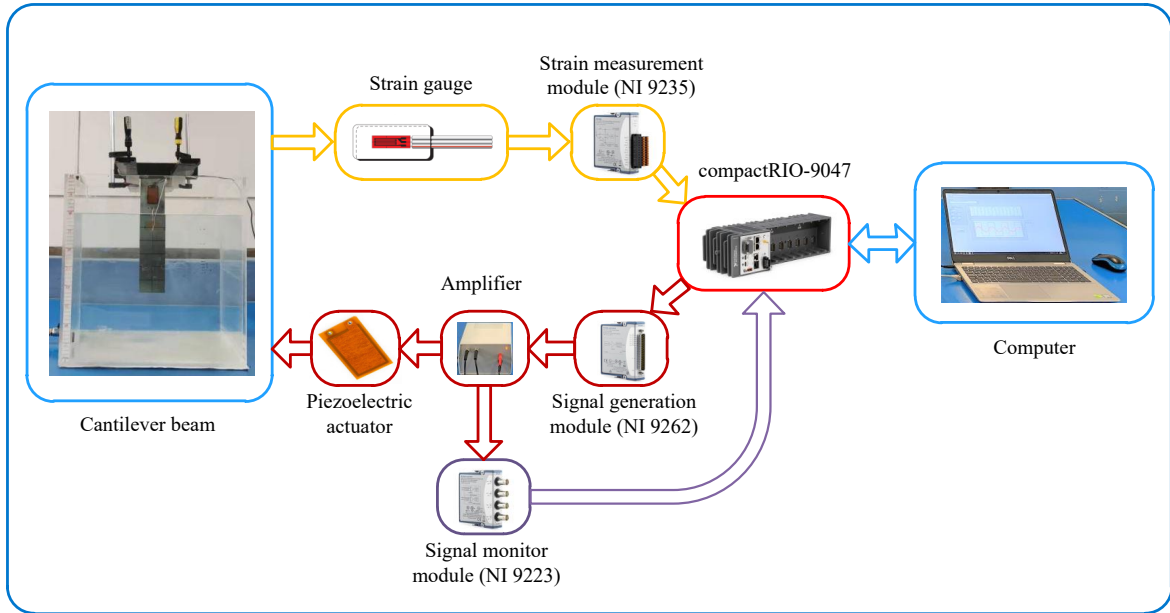 Strain gauge
Strain measurement
module (NI 9235)
compactRIO-9047
Amplifier
Computer
Cantilever beam
Piezoelectric
actuator
Signal generation
module (NI 9262)
Signal monitor
module (NI 9223)